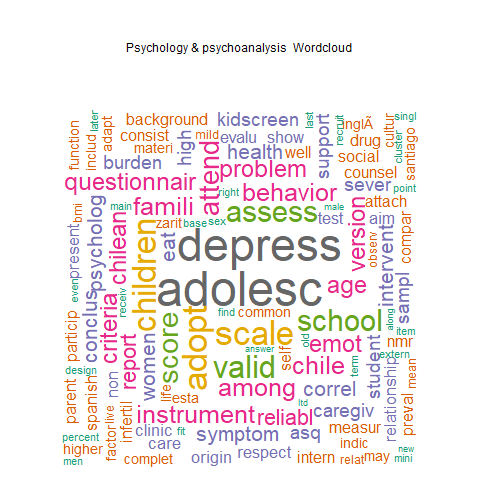 Psychology & psychoanalysis Wordcloud
singl
later
last
background
kidscreen
recruit
nglÃ
cultur
function
includ
adapt
consist
mild
evalu
show
support
drug
cluster
santiago
materi
high
health
well
social
burden
problem
counsel
questionnair
attend
behavior
sever
point
right
attach
bmi
main
famili
male
version
present
psycholog
chilean
zarit
base
sex
assess
test
aim
compar
even
eat
depress
observ
intervent
sampl
receiv
children
adolesc
age
conclus
criteria
find
common
along
particip
adopt
scale
old
school
item
answer
nmr
extern
design
report
score
self
emot
term
student
relationship
mean
parent
spanish
non
women
valid
chile
life
esta
among
correl
preval
factor
live
infertil
instrument
ltd
reliabl
caregiv
measur
percent
clinic
fit
symptom
asq
indic
new
higher
care
men
complet
origin
respect
intern
relat
may
mini